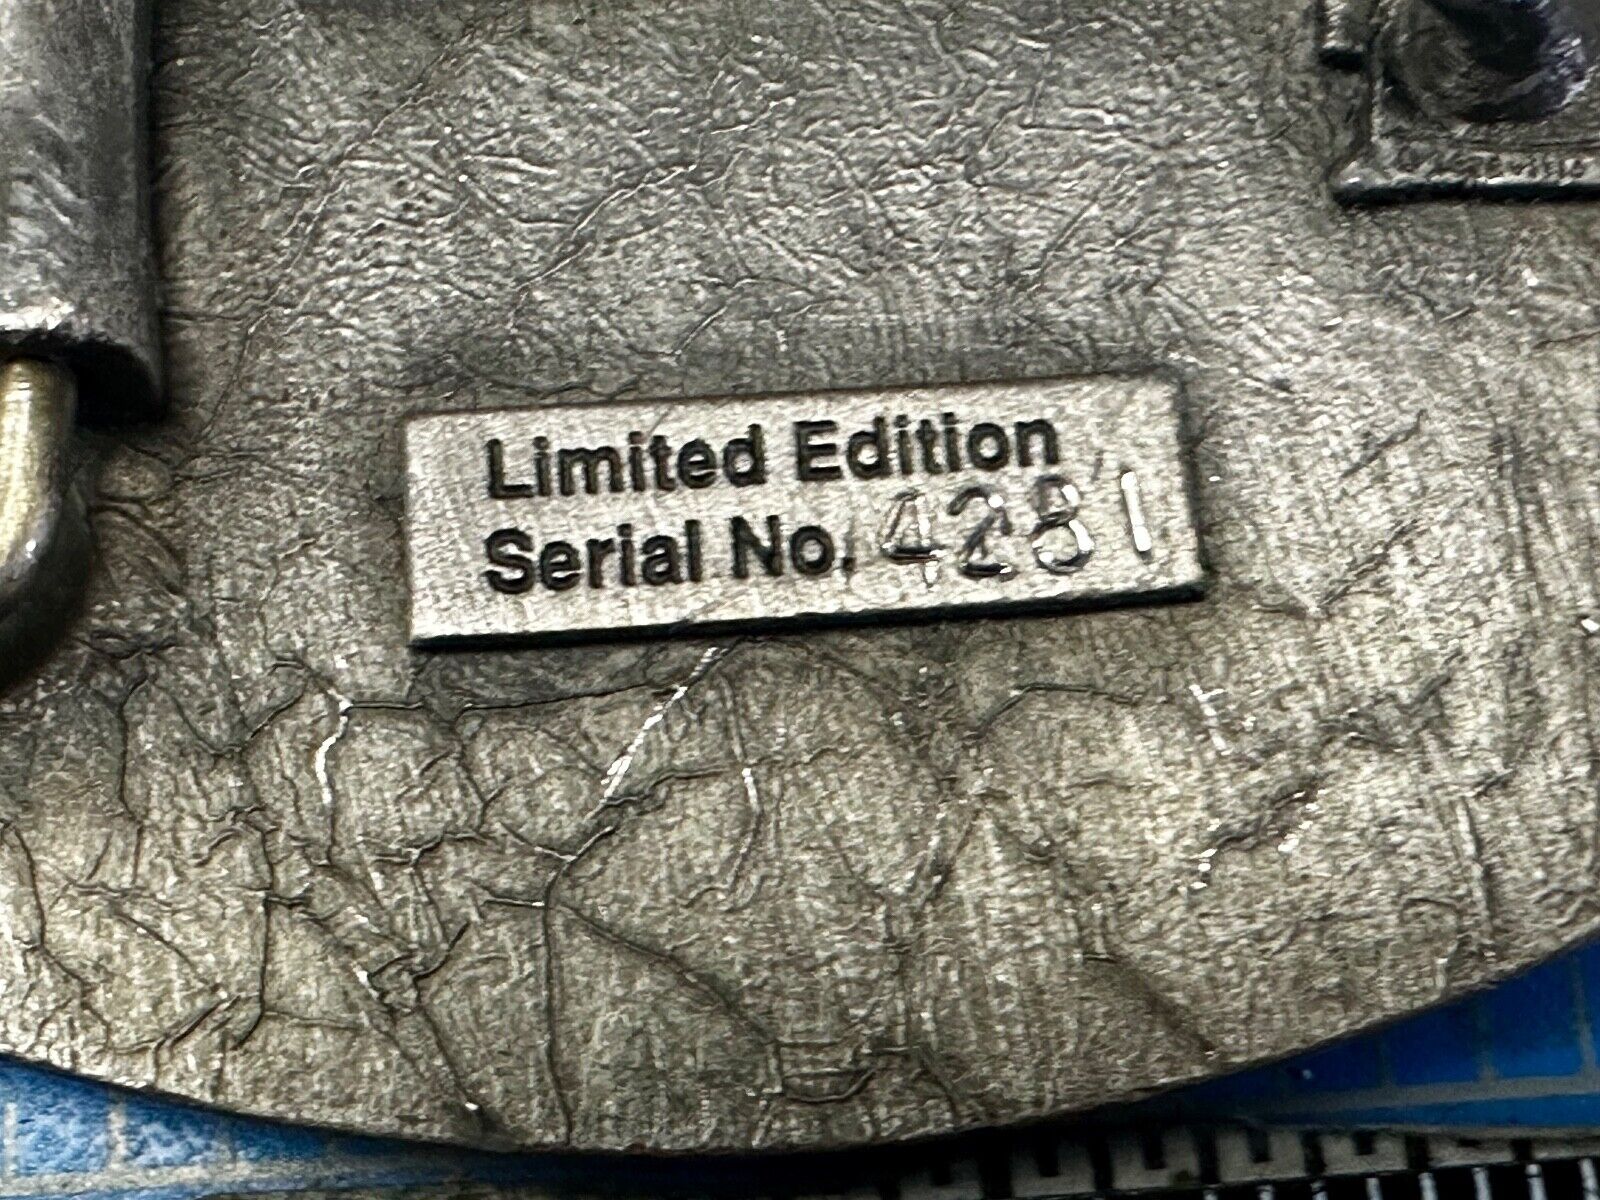 Limited Edition
Serial No. 4281